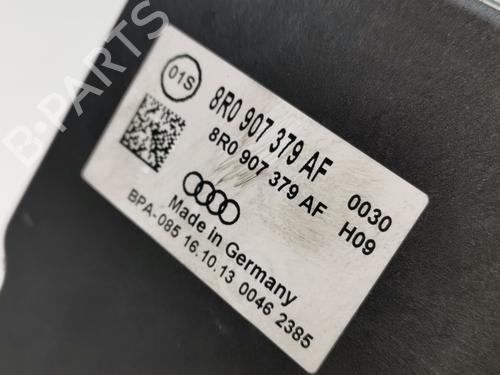 01S
8R0 907 379 AF
8R0 907 379 AF
0030
H09
Made in Germany
BPA-085 16.10.13 0046 2385
B-PARTS